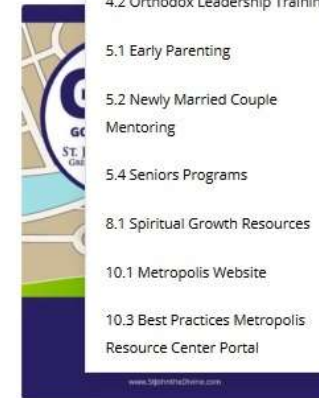 4.2 Orthodox Leadership
5.1 Early Parenting
5.2 Newly Married Couple
Mentoring
5.4 Seniors Programs
8.1 Spiritual Growth Resources
10.1 Metropolis Website
10.3 Best Practices Metropolis
Resource Center Portal
GO
ST. J
GRE
www.StJohntheDivine.com